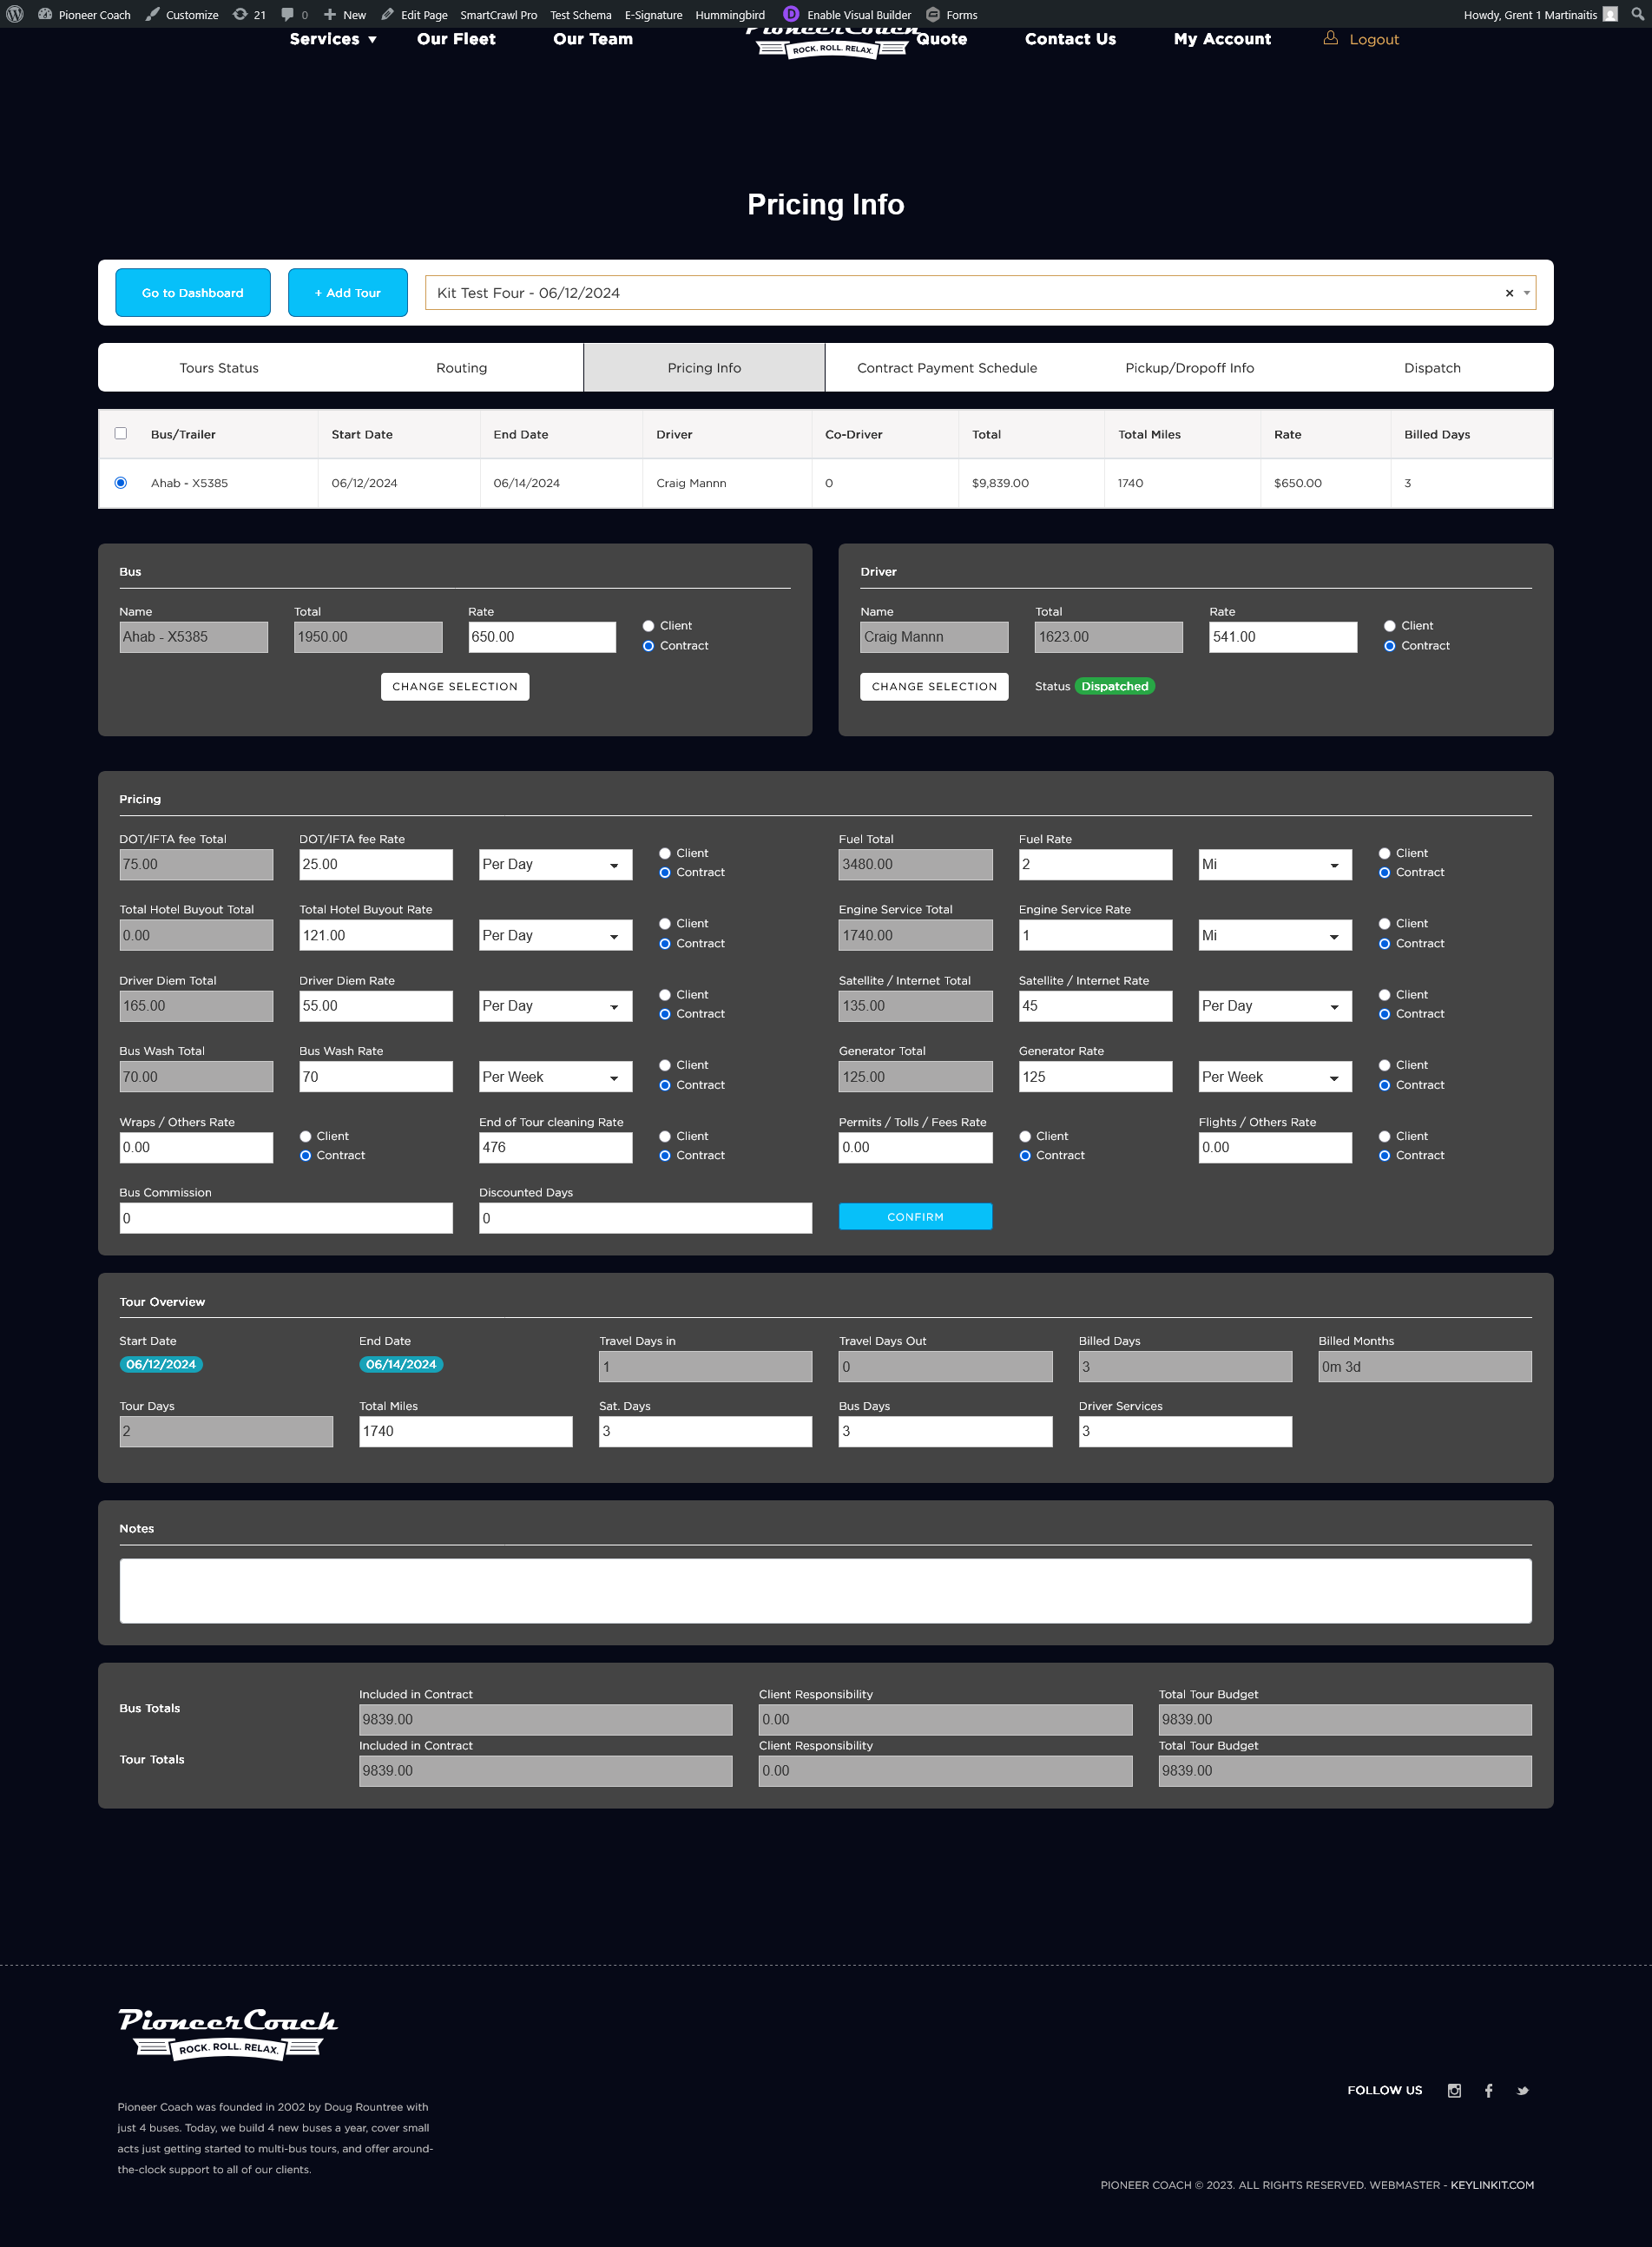 Pioneer Coach Customize 21 0 New Edit Page SmartCrawl Pro Test Schema E-Signature Hummingbird Enable Visual Builder Forms Howdy, Grent 1 Martinaitis
Services Our Fleet Our Team PioneerCoach Quote Contact Us My Account Logout
ROCK. ROLL. RELAX.
Pricing Info
Go to Dashboard + Add Tour Kit Test Four - 06/12/2024 ×
Tours Status Routing Pricing Info Contract Payment Schedule Pickup/Dropoff Info Dispatch
Bus/Trailer Start Date End Date Driver Co-Driver Total Total Miles Rate Billed Days
Ahab - X5385 06/12/2024 06/14/2024 Craig Mannn 0 $9,839.00 1740 $650.00 3
Bus
Name Total Rate
Ahab - X5385 1950.00 650.00 Client
Contract
CHANGE SELECTION
Driver
Name Total Rate
Craig Mannn 1623.00 541.00 Client
Contract
CHANGE SELECTION Status Dispatched
Pricing
DOT/IFTA fee Total DOT/IFTA fee Rate Fuel Total Fuel Rate
75.00 25.00 Per Day Client Contract 3480.00 2 Mi Client Contract
Total Hotel Buyout Total Total Hotel Buyout Rate Engine Service Total Engine Service Rate
0.00 121.00 Per Day Client Contract 1740.00 1 Mi Client Contract
Driver Diem Total Driver Diem Rate Satellite / Internet Total Satellite / Internet Rate
165.00 55.00 Per Day Client Contract 135.00 45 Per Day Client Contract
Bus Wash Total Bus Wash Rate Generator Total Generator Rate
70.00 70 Per Week Client Contract 125.00 125 Per Week Client Contract
Wraps / Others Rate End of Tour cleaning Rate Permits / Tolls / Fees Rate Flights / Others Rate
0.00 Client Contract 476 Client Contract 0.00 Client Contract 0.00 Client Contract
Bus Commission Discounted Days
0 0 CONFIRM
Tour Overview
Start Date End Date Travel Days in Travel Days Out Billed Days Billed Months
06/12/2024 06/14/2024 1 0 3 0m 3d
Tour Days Total Miles Sat. Days Bus Days Driver Services
2 1740 3 3 3
Notes
Included in Contract Client Responsibility Total Tour Budget
Bus Totals 9839.00 0.00 9839.00
Included in Contract Client Responsibility Total Tour Budget
Tour Totals 9839.00 0.00 9839.00
PioneerCoach
ROCK. ROLL. RELAX.
FOLLOW US
Pioneer Coach was founded in 2002 by Doug Rountree with
just 4 buses. Today, we build 4 new buses a year, cover small
acts just getting started to multi-bus tours, and offer around-
the-clock support to all of our clients.
PIONEER COACH © 2023. ALL RIGHTS RESERVED. WEBMASTER - KEYLINKIT.COM